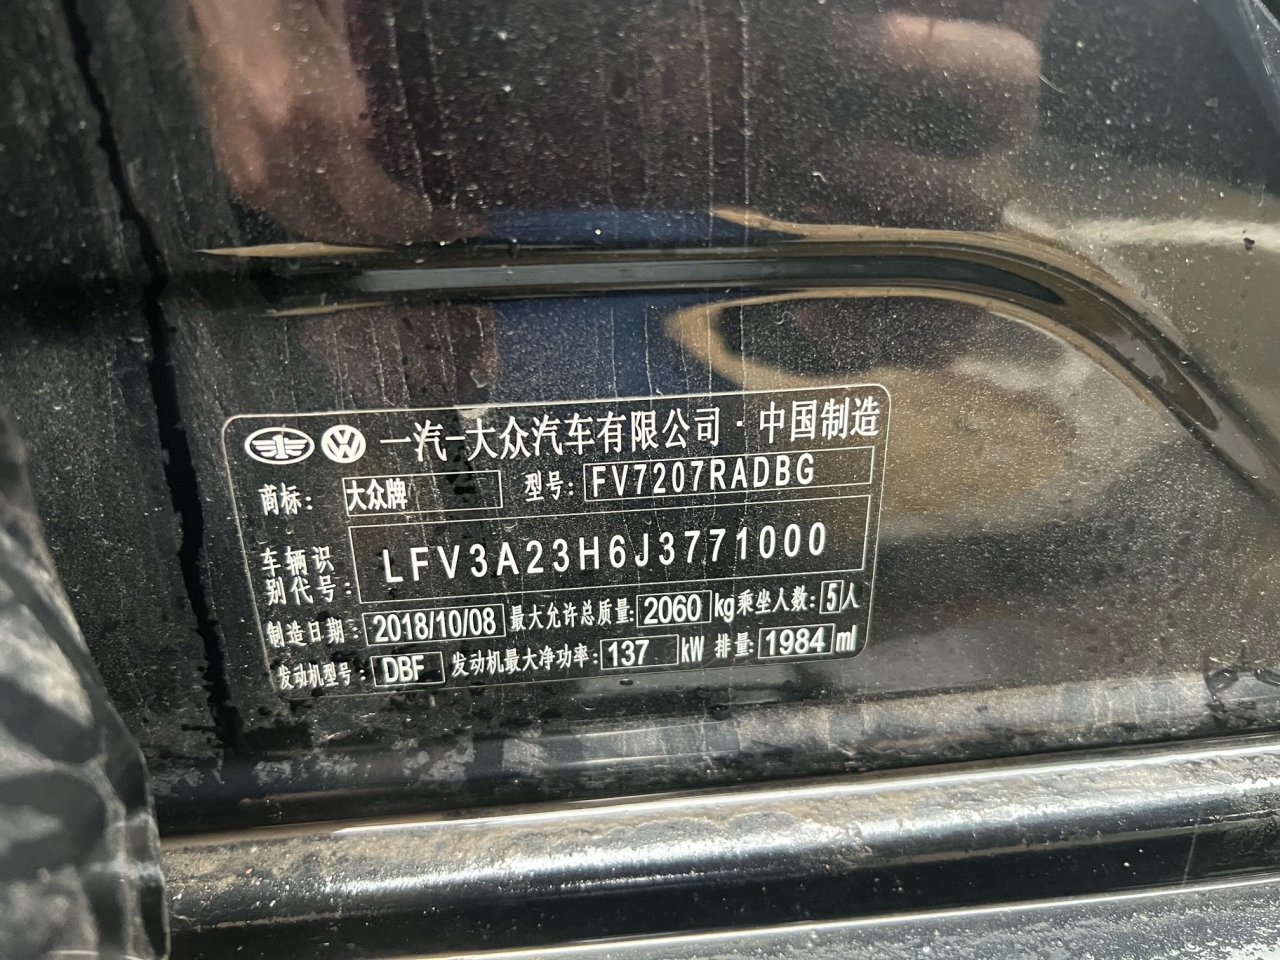 一汽-大众汽车有限公司·中国制造
商标: 大众牌 型号: FV7207RADBG
车辆识别代号: LFV3A23H6J3771000
制造日期: 2018/10/08 最大允许总质量: 2060 kg 乘坐人数: 5人
发动机型号: DBF 发动机最大净功率: 137 kW 排量: 1984 ml